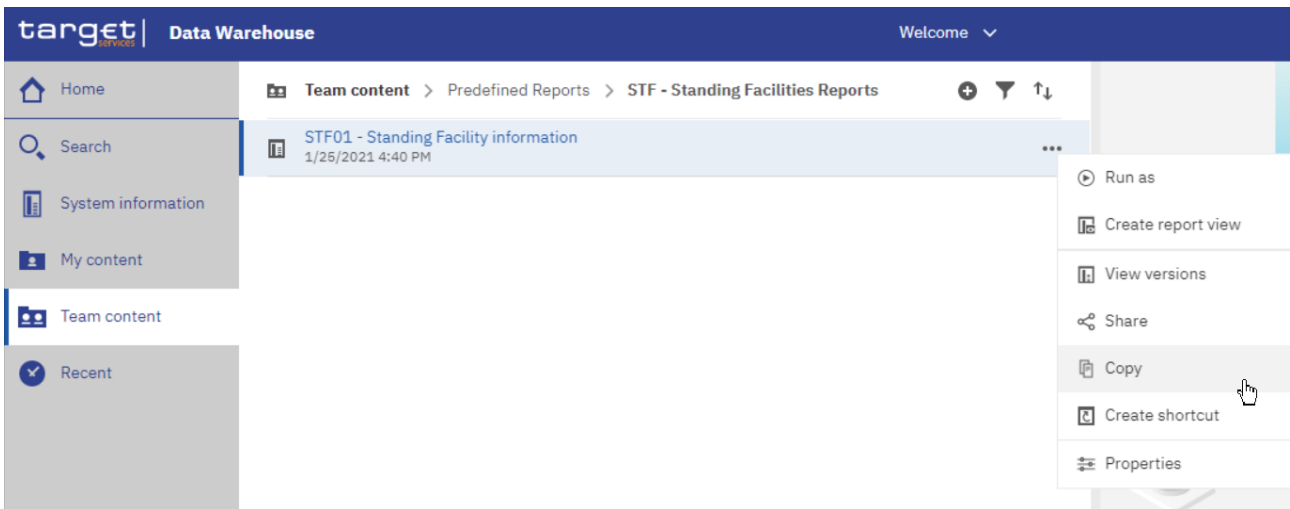 target services | Data Warehouse Welcome
Home
Search
System information
My content
Team content
Recent
Team content > Predefined Reports > STF - Standing Facilities Reports
STF01 - Standing Facility information
1/25/2021 4:40 PM
Run as
Create report view
View versions
Share
Copy
Create shortcut
Properties